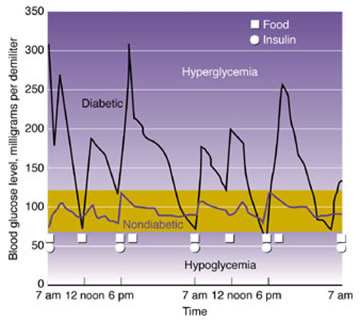 350
300
250
200
150
100
50
0
Blood glucose level, milligrams per demiliter
Food
Insulin
Hyperglycemia
Diabetic
Nondiabetic
Hypoglycemia
7 am 12 noon 6 pm 7 am 12 noon 6 pm 7 am
Time